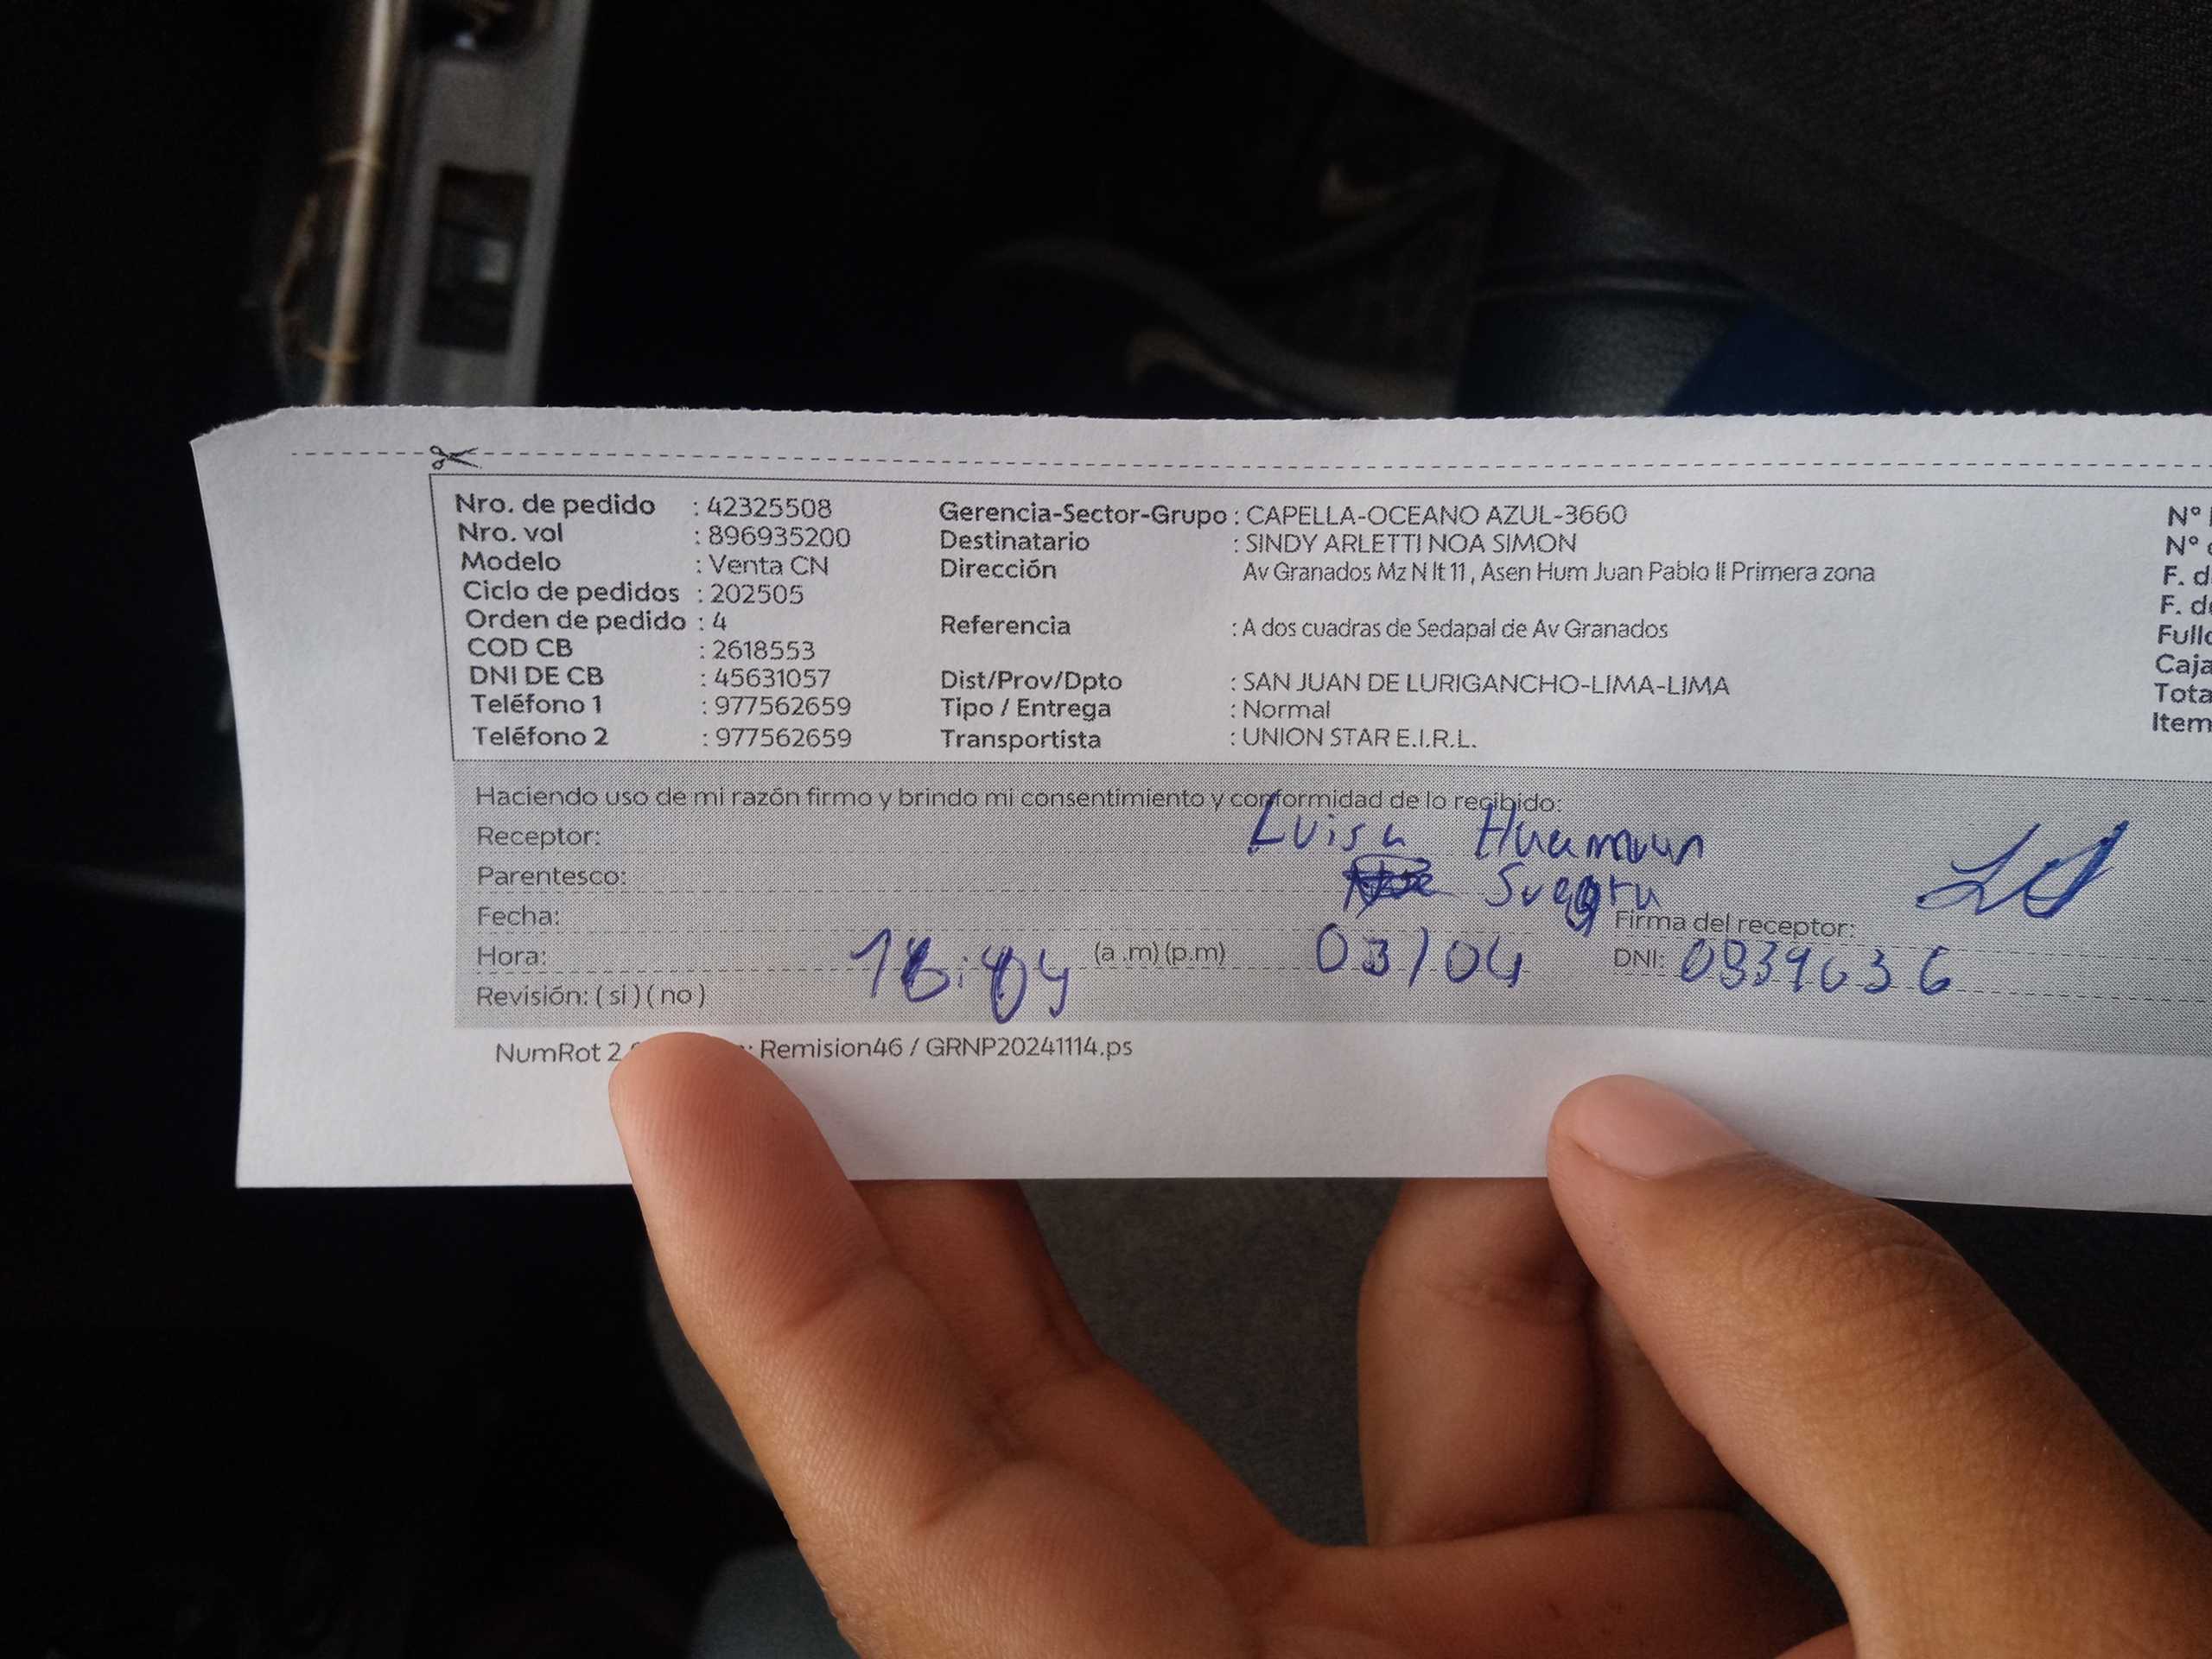 Nro. de pedido : 42325508
Nro. vol : 896935200
Modelo : Venta CN
Ciclo de pedidos : 202505
Orden de pedido : 4
COD CB : 2618553
DNI DE CB : 45631057
Teléfono 1 : 977562659
Teléfono 2 : 977562659
Gerencia-Sector-Grupo : CAPELLA-OCEANO AZUL-3660
Destinatario : SINDY ARLETTI NOA SIMON
Dirección Av Granados Mz N lt 11 , Asen Hum Juan Pablo II Primera zona
Referencia : A dos cuadras de Sedapal de Av Granados
Dist/Prov/Dpto : SAN JUAN DE LURIGANCHO-LIMA-LIMA
Tipo / Entrega : Normal
Transportista : UNION STAR E.I.R.L.
N°
N°
F. d
F. de
Caja
Tota
Item
Haciendo uso de mi razón firmo y brindo mi consentimiento y conformidad de lo recibido:
Receptor: Luisa Huaman
Parentesco: Suegra
Fecha: Firma del receptor:
Hora: (a .m) (p.m) 03/04 DNI:
Revisión: ( si ) ( no )
NumRot 2 Remision46 / GRNP20241114.ps